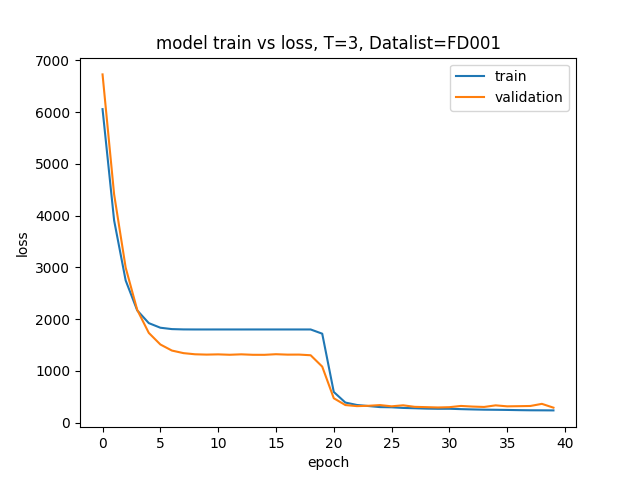 model train vs loss, T=3, Datalist=FD001
train
validation
7000
6000
5000
4000
3000
2000
1000
0
loss
0 5 10 15 20 25 30 35 40
epoch